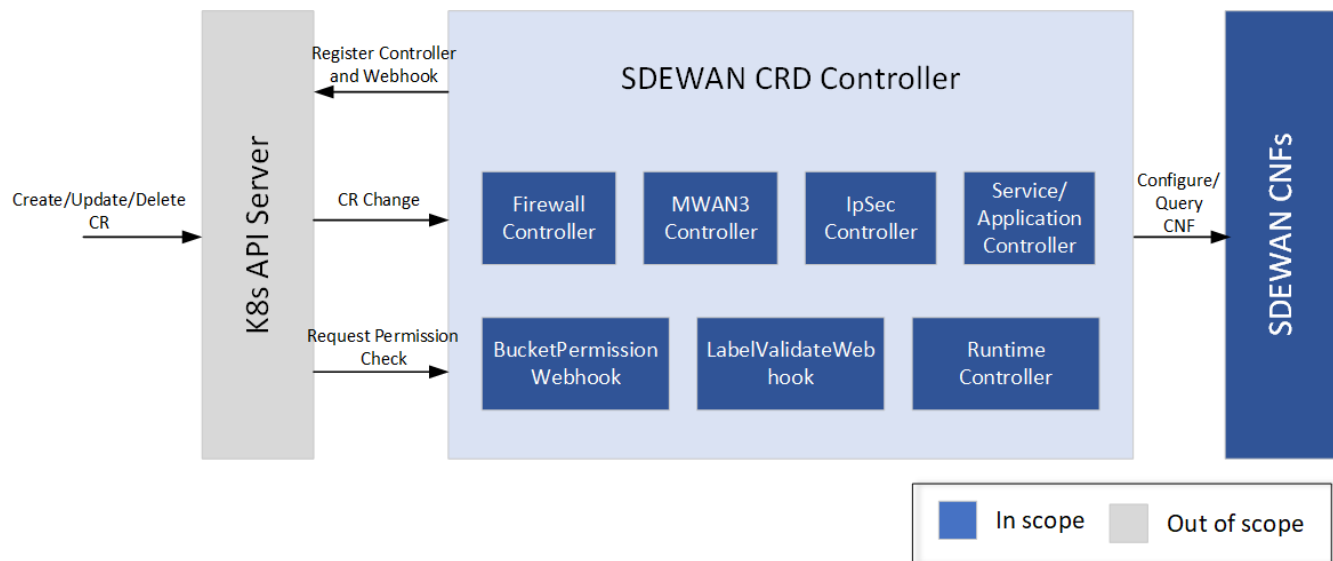 Create/Update/Delete
CR
K8s API Server
Register Controller
and Webhook
CR Change
Request Permission
Check
SDEWAN CRD Controller
Firewall
Controller
MWAN3
Controller
IpSec
Controller
Service/
Application
Controller
BucketPermission
Webhook
LabelValidateWeb
hook
Runtime
Controller
Configure/
Query
CNF
SDEWAN CNFs
In scope
Out of scope